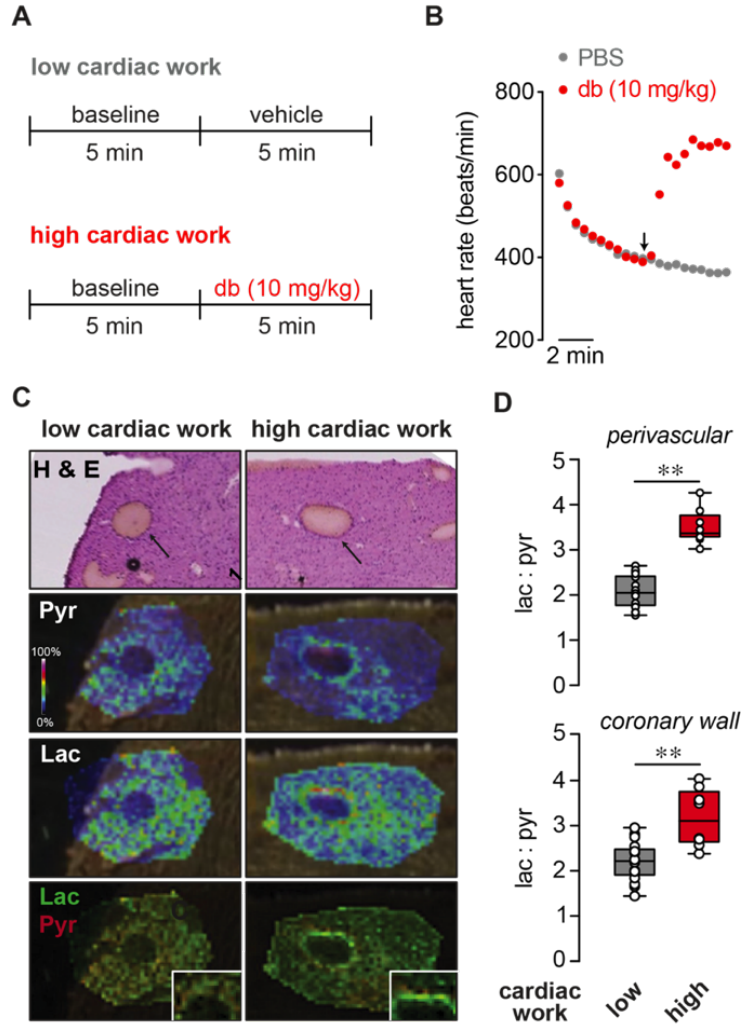 A
low cardiac work
baseline vehicle
5 min 5 min
high cardiac work
baseline db (10 mg/kg)
5 min 5 min
B
PBS
db (10 mg/kg)
heart rate (beats/min)
800
600
400
200
2 min
C
low cardiac work high cardiac work
H & E
Pyr
100%
0%
Lac
Lac
Pyr
D
perivascular
**
lac : pyr
5
4
3
2
1
0
coronary wall
**
lac : pyr
5
4
3
2
1
0
cardiac
work
low high